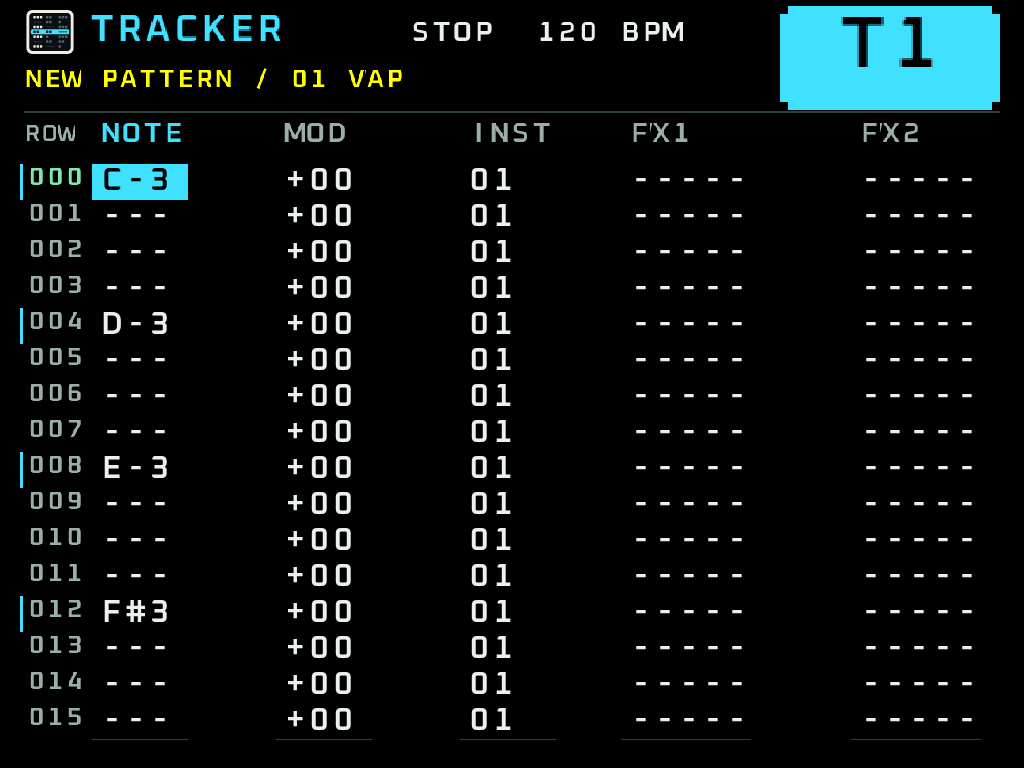 TRACKER STOP 120 BPM T1
NEW PATTERN / 01 VAP
ROW NOTE MOD INST FX1 FX2
000 C-3 +00 01 ----- -----
001 --- +00 01 ----- -----
002 --- +00 01 ----- -----
003 --- +00 01 ----- -----
004 D-3 +00 01 ----- -----
005 --- +00 01 ----- -----
006 --- +00 01 ----- -----
007 --- +00 01 ----- -----
008 E-3 +00 01 ----- -----
009 --- +00 01 ----- -----
010 --- +00 01 ----- -----
011 --- +00 01 ----- -----
012 F#3 +00 01 ----- -----
013 --- +00 01 ----- -----
014 --- +00 01 ----- -----
015 --- +00 01 ----- -----